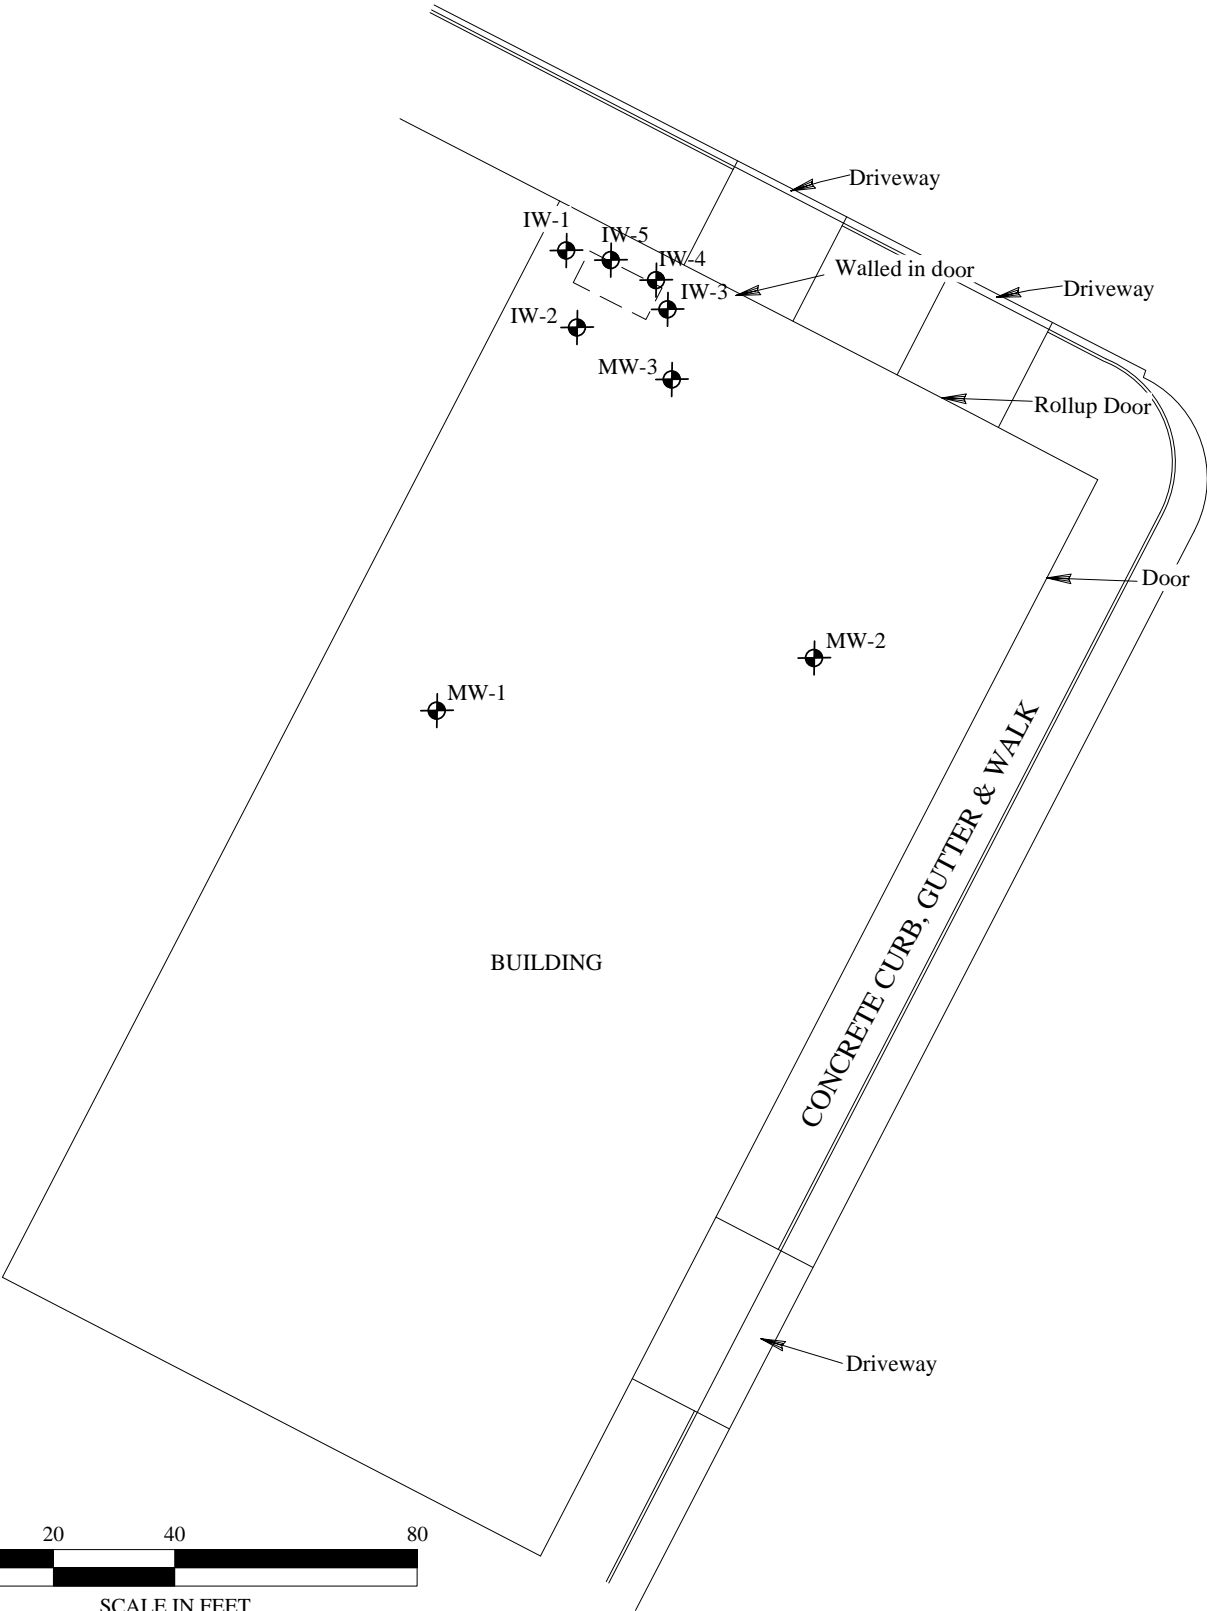 Driveway
IW-1
IW-5
IW-4
Walled in door
Driveway
IW-3
IW-2
MW-3
Rollup Door
Door
MW-2
MW-1
CONCRETE CURB, GUTTER & WALK
BUILDING
Driveway
20 40 80
SCALE IN FEET